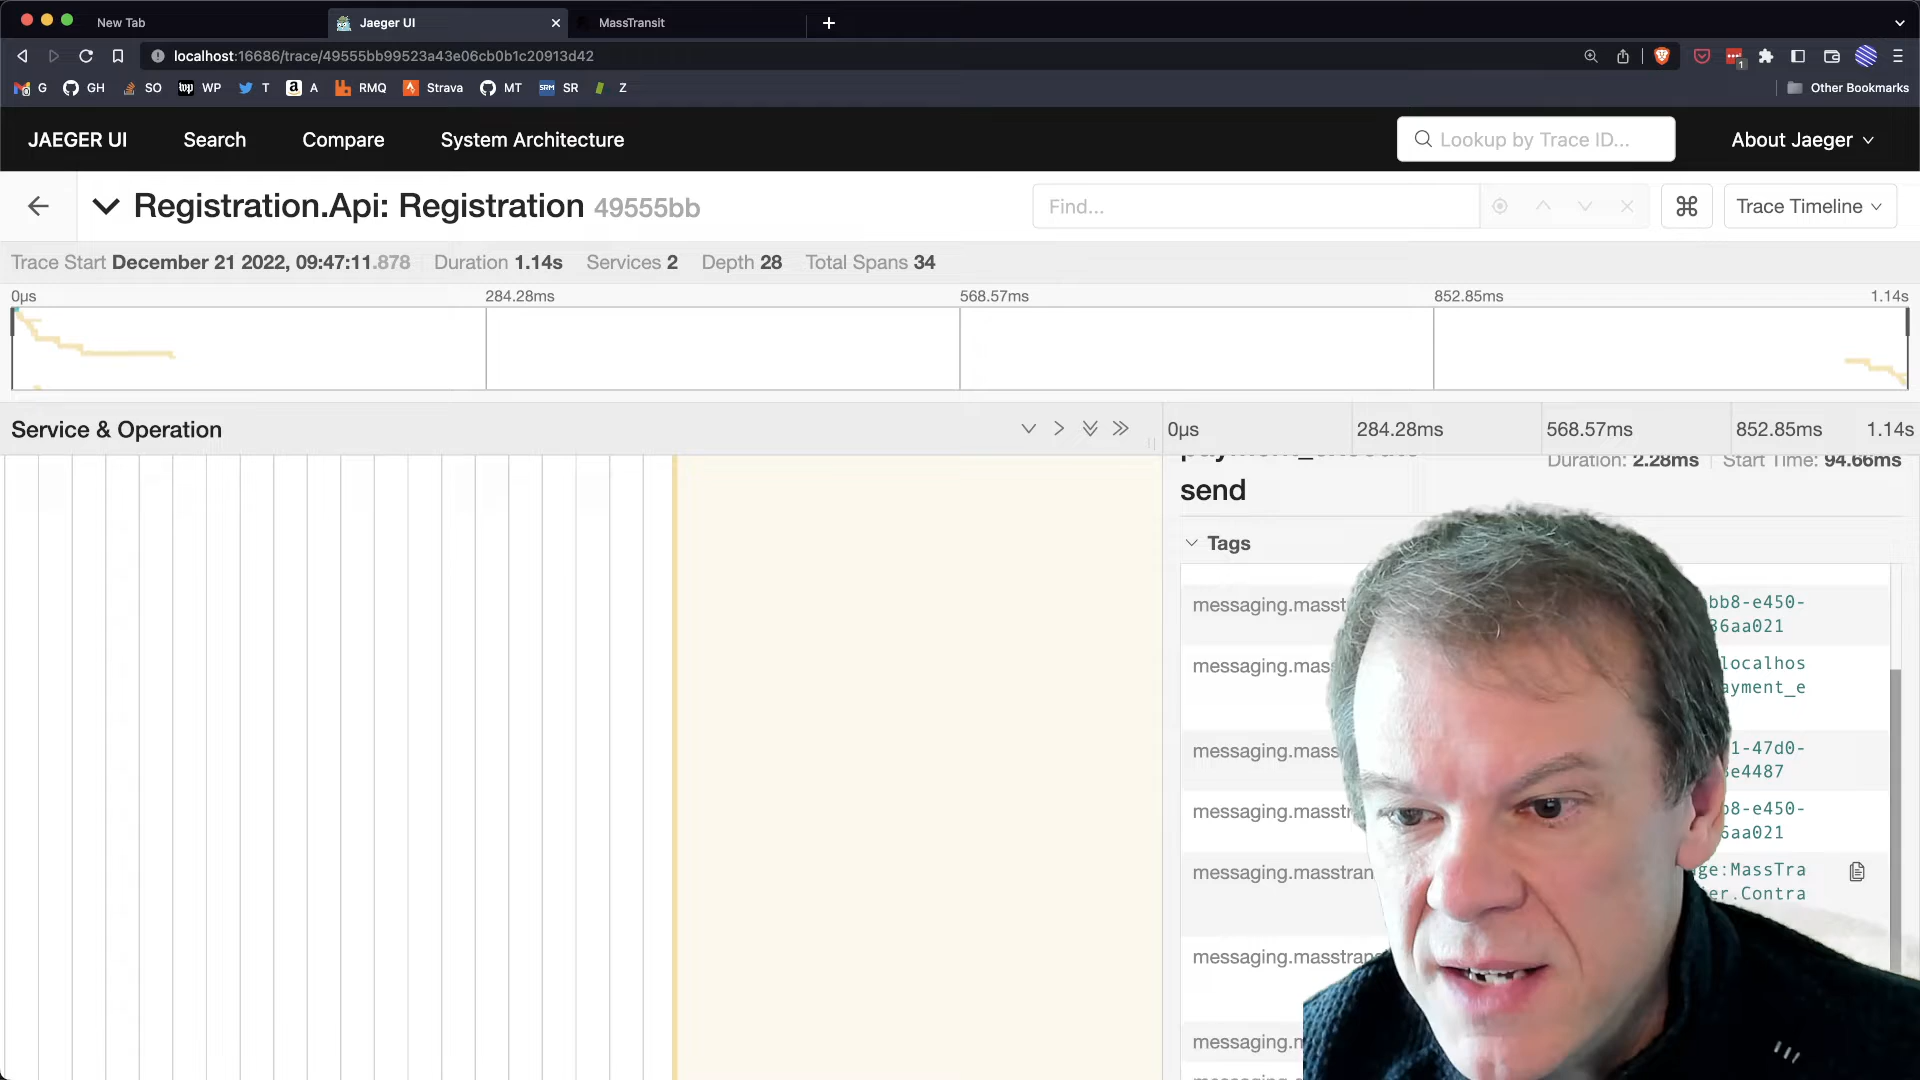 New Tab
Jaeger UI
MassTransit
localhost:16686/trace/49555bb99523a43e06cb0b1c20913d42
1
G
GH
SO
WP
T
A
RMQ
Strava
MT
SRM SR
Z
Other Bookmarks
JAEGER UI
Search
Compare
System Architecture
Lookup by Trace ID...
About Jaeger
Registration.Api: Registration 49555bb
Find...
Trace Timeline
Trace Start December 21 2022, 09:47:11.878 Duration 1.14s Services 2 Depth 28 Total Spans 34
0μs 284.28ms 568.57ms 852.85ms 1.14s
Service & Operation
0μs 284.28ms 568.57ms 852.85ms 1.14s
Duration: 2.28ms Start Time: 94.66ms
send
Tags
messaging.masst bb8-e450-
36aa021
messaging.mass localhos
ayment_e
messaging.mass 1-47d0-
e4487
messaging.masstr b8-e450-
6aa021
messaging.masstran ge:MassTra
er.Contra
messaging.masstran
messaging.m